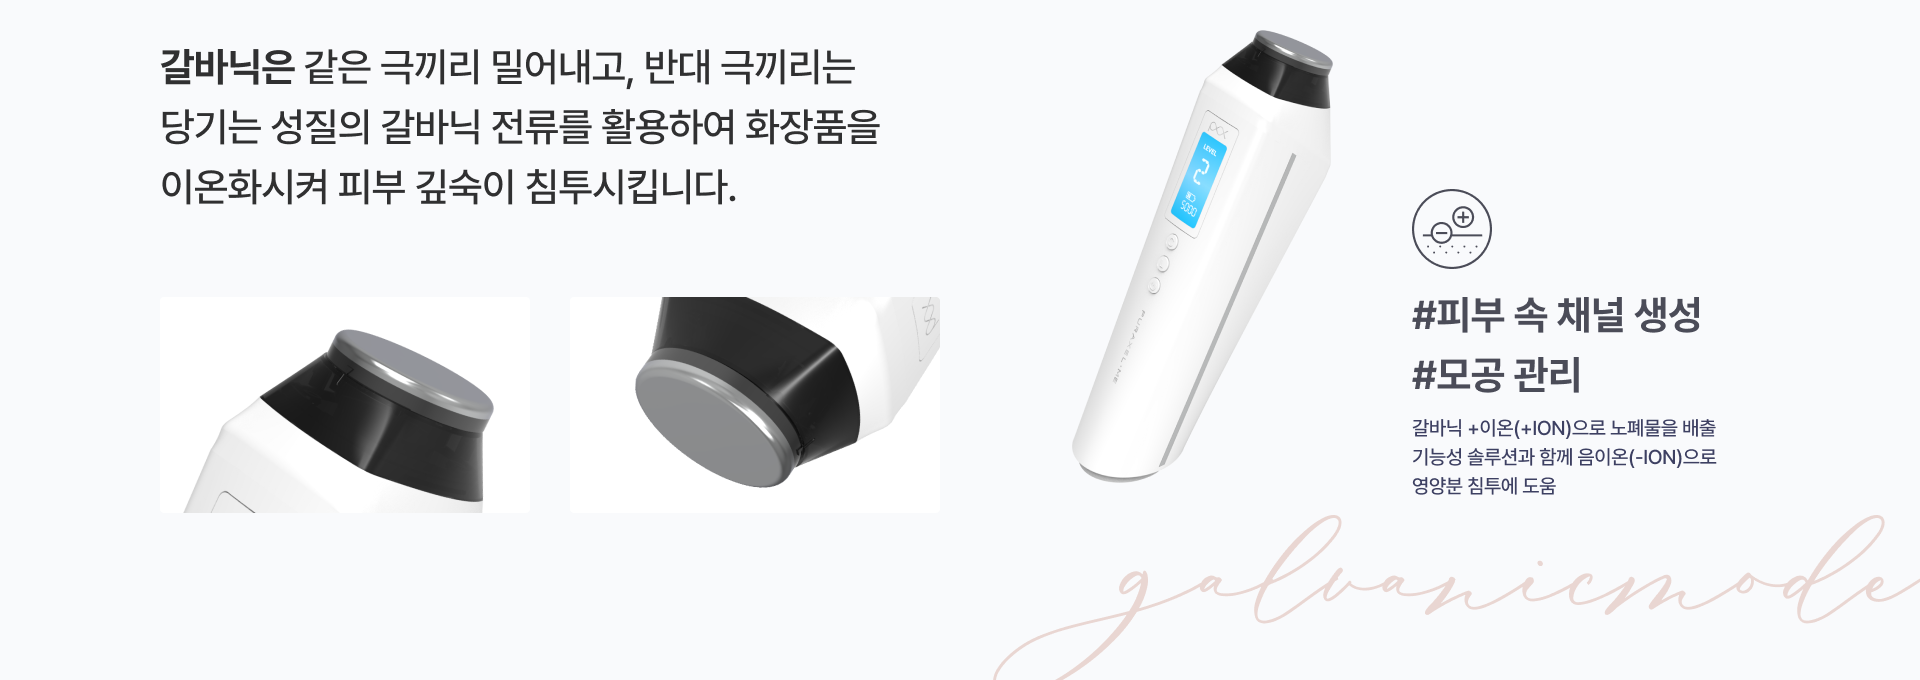 갈바닉은 같은 극끼리 밀어내고, 반대 극끼리는
당기는 성질의 갈바닉 전류를 활용하여 화장품을
이온화시켜 피부 깊숙이 침투시킵니다.
LEVEL
2
5000
#피부 속 채널 생성
#모공 관리
갈바닉 +이온(+ION)으로 노폐물을 배출
기능성 솔루션과 함께 음이온(-ION)으로
영양분 침투에 도움
galvanicmode